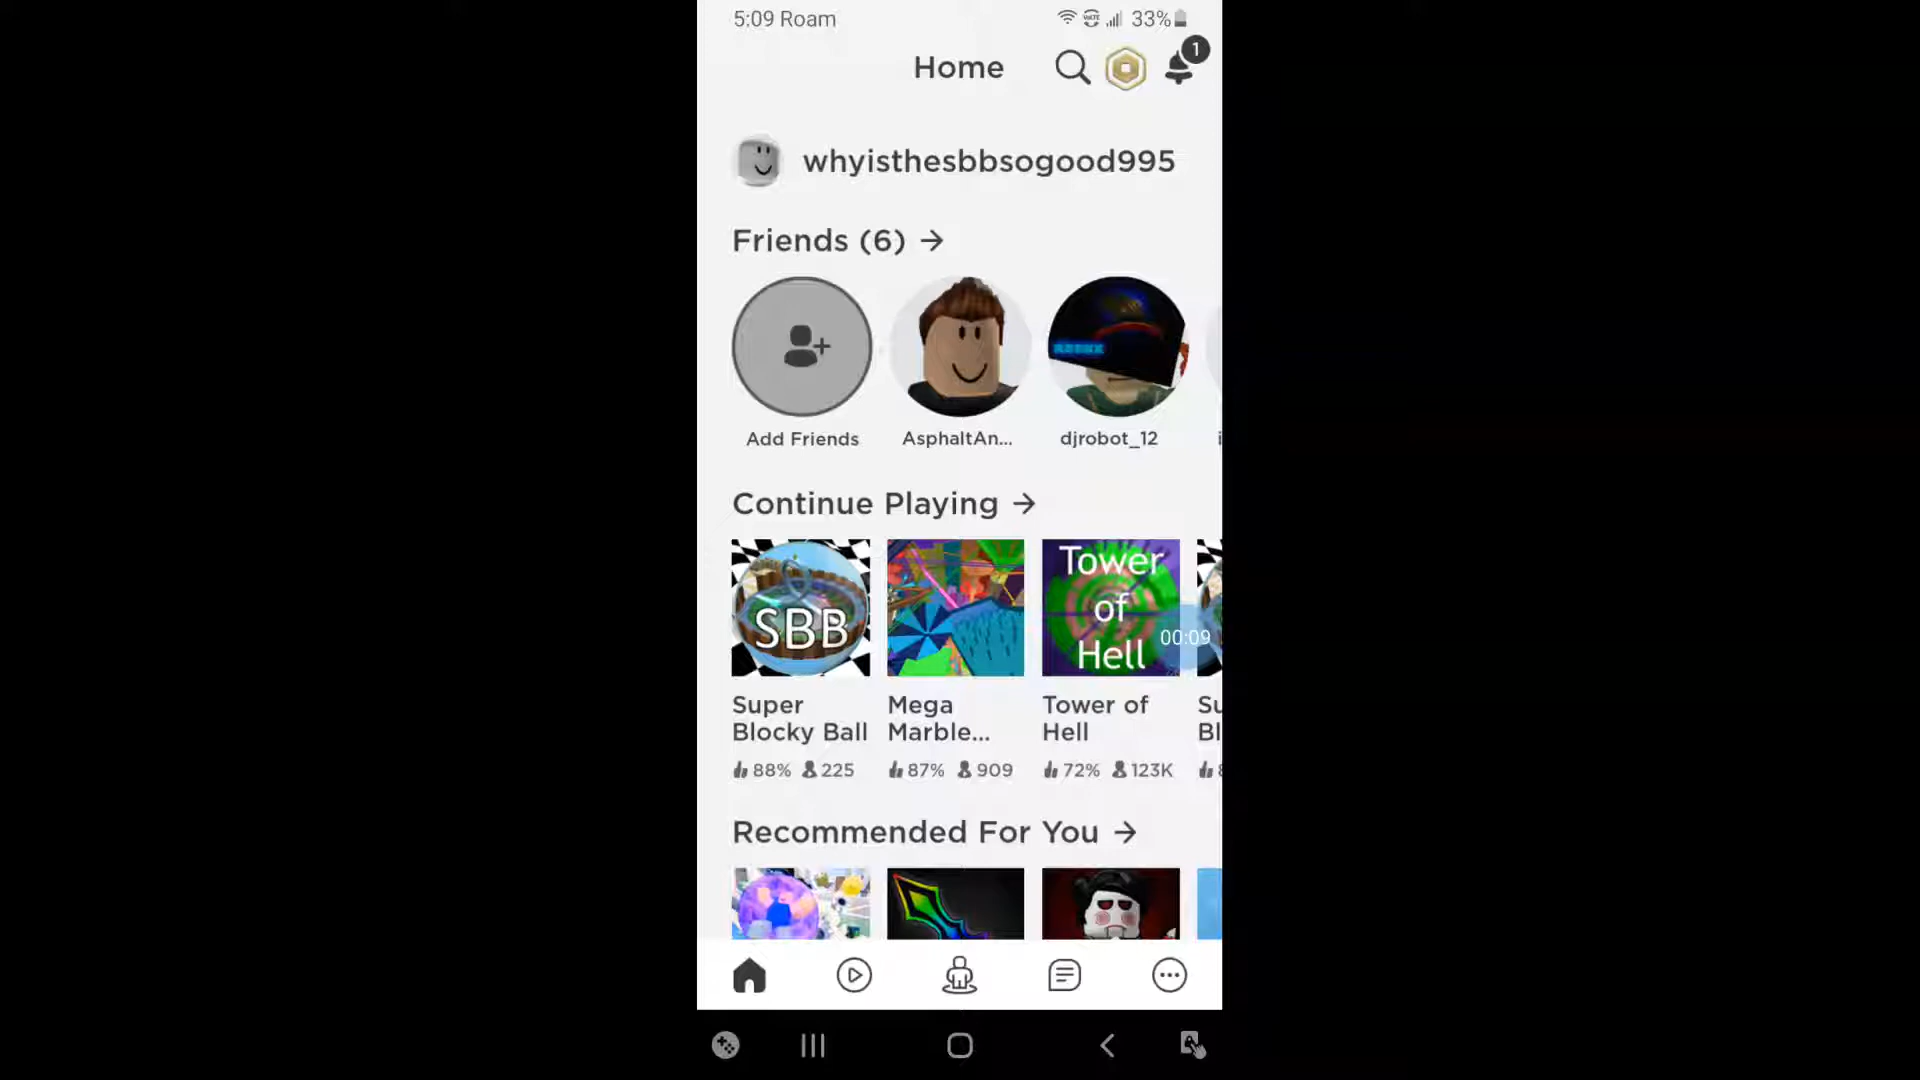 5:09 Roam
33%
Home
1
whyisthesbbsogood995
Friends (6)
Add Friends
AsphaltAn...
djrobot_12
Continue Playing
SBB
Tower
of
Hell
00:09
Super
Blocky Ball
88% 225
Mega
Marble...
87% 909
Tower of
Hell
72% 123K
Su
Bl
Recommended For You